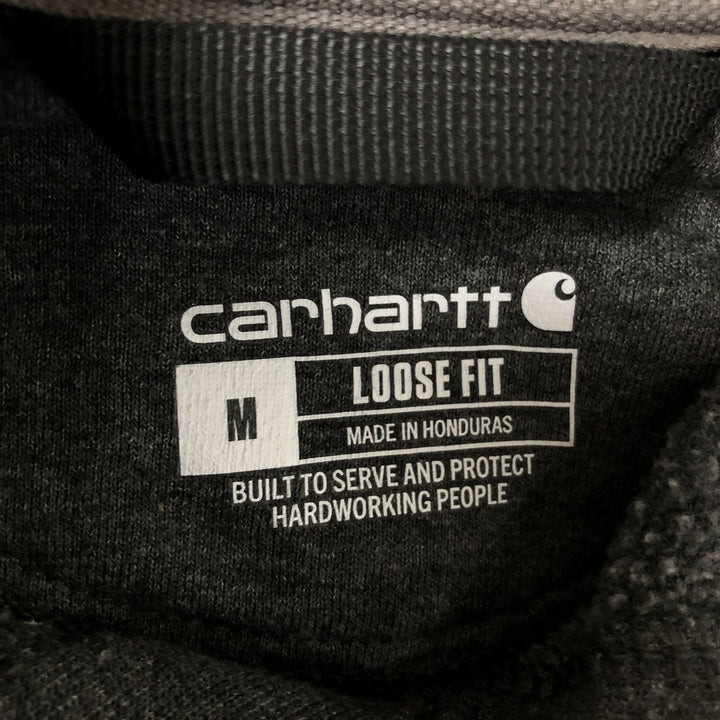 carhartt
M
LOOSE FIT
MADE IN HONDURAS
BUILT TO SERVE AND PROTECT
HARDWORKING PEOPLE